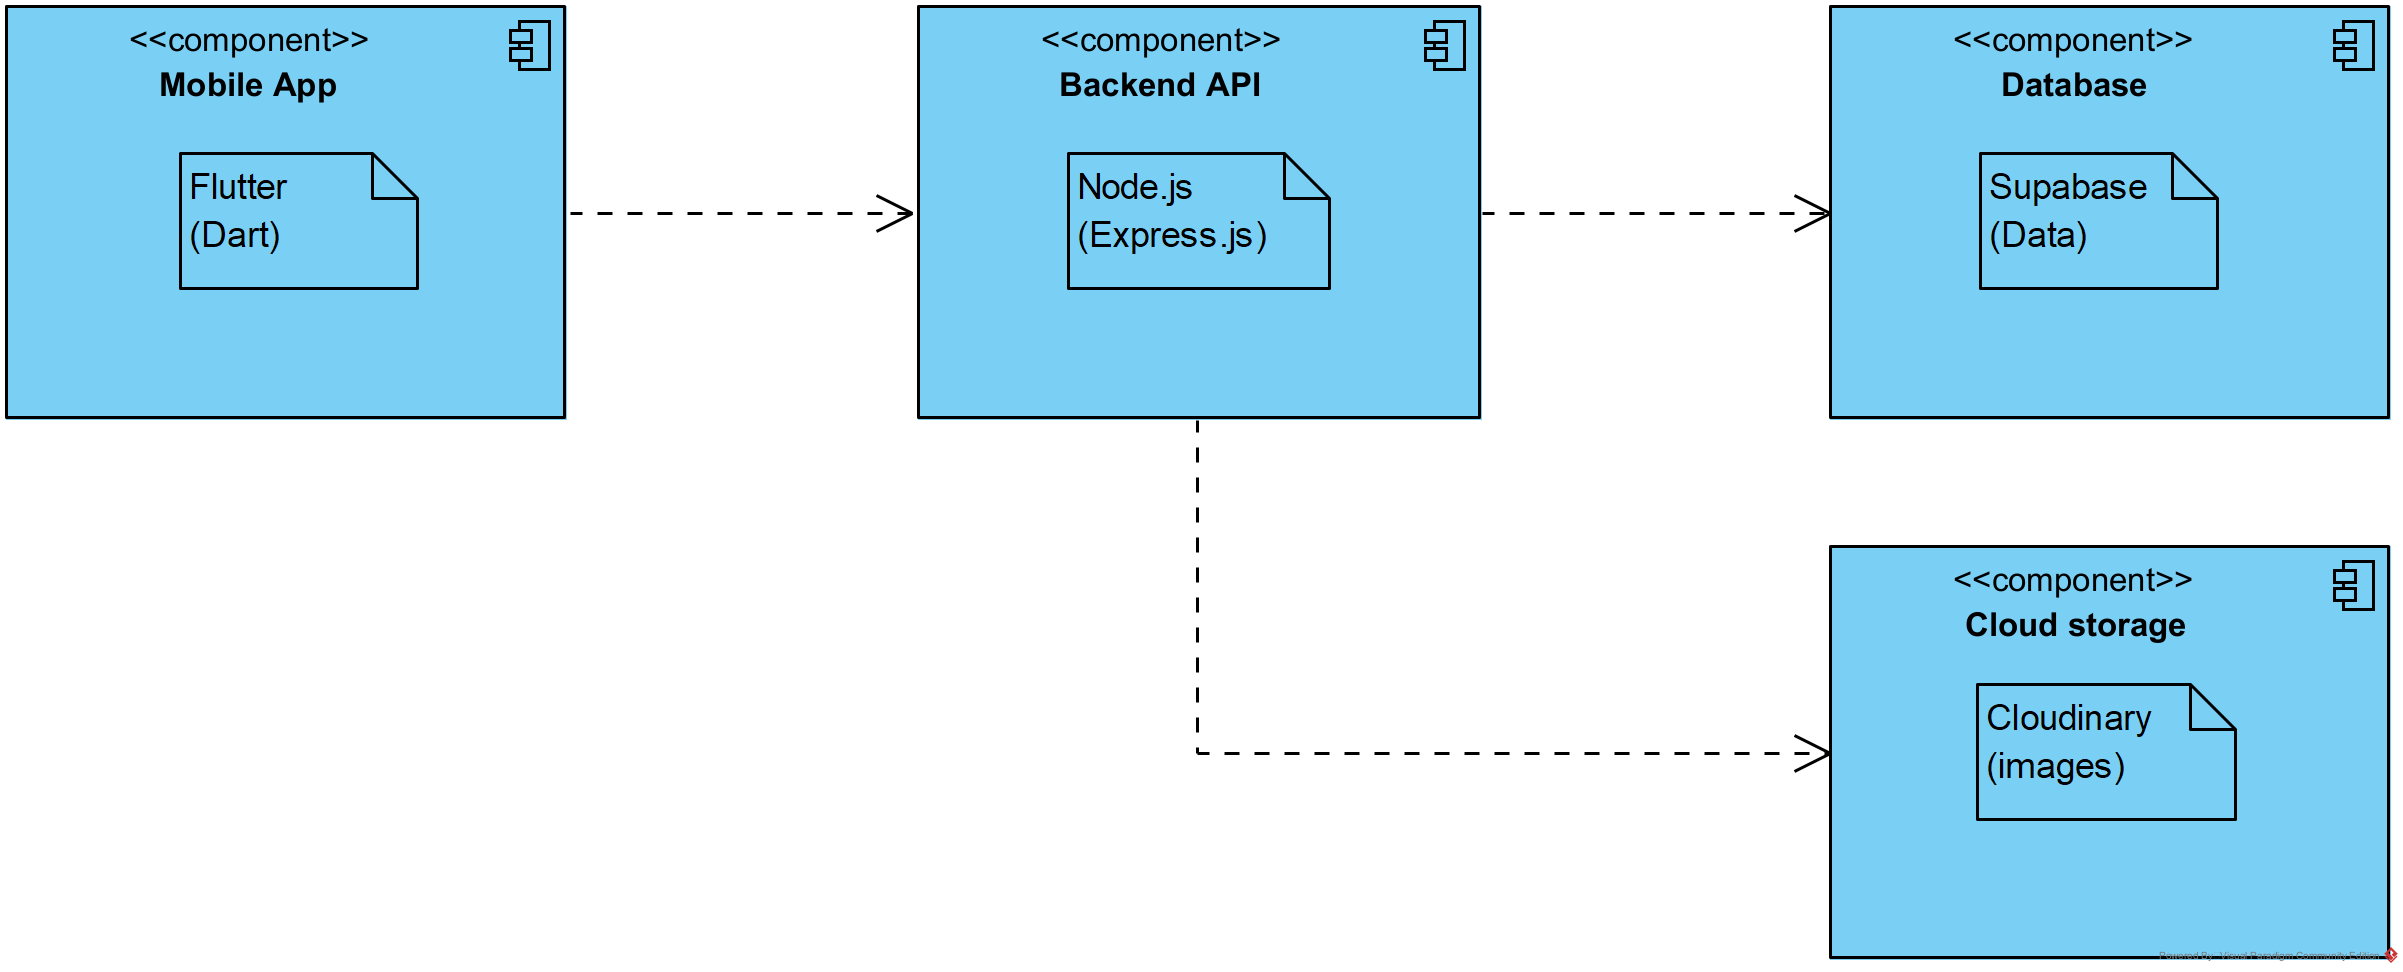 <<component>>
Mobile App
Flutter
(Dart)
<<component>>
Backend API
Node.js
(Express.js)
<<component>>
Database
Supabase
(Data)
<<component>>
Cloud storage
Cloudinary
(images)
Powered By: Visual Paradigm Community Edition